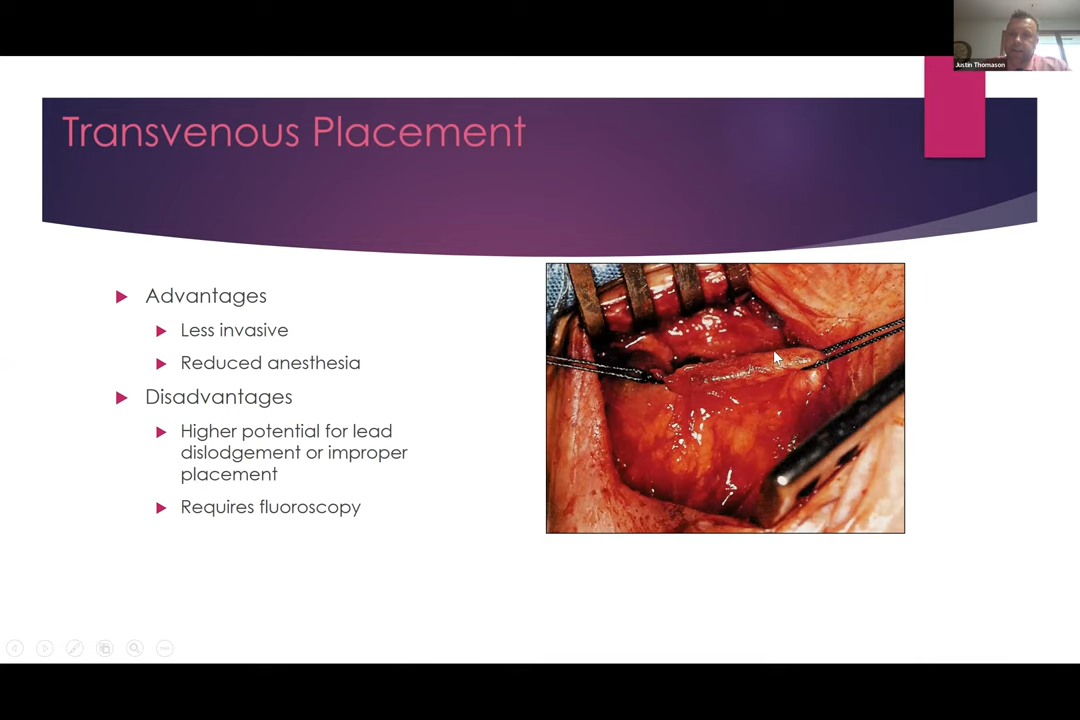 Justin Thomason
Transvenous Placement
Advantages
Less invasive
Reduced anesthesia
Disadvantages
Higher potential for lead
dislodgement or improper
placement
Requires fluoroscopy